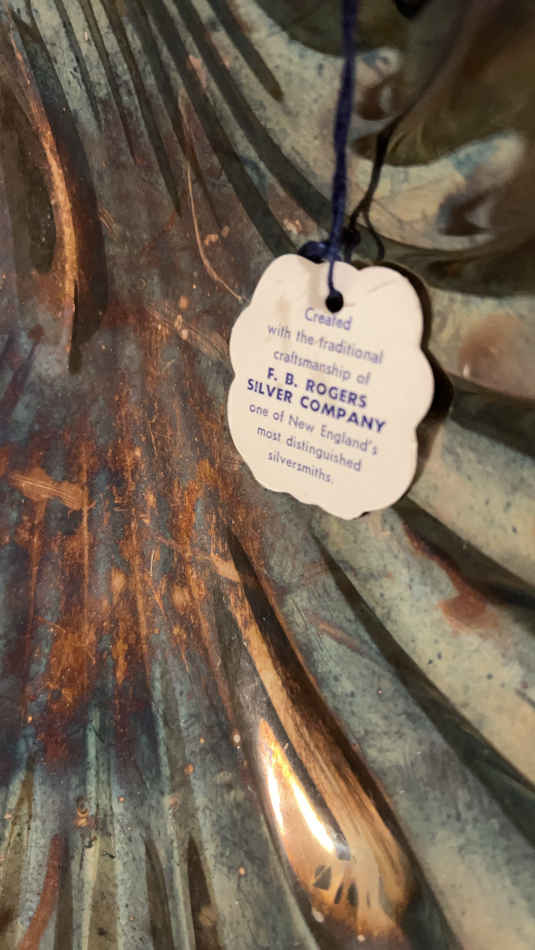 Created
with the traditional
craftsmanship of
F. B. ROGERS
SILVER COMPANY
one of New England's
most distinguished
silversmiths.